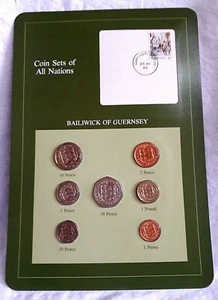 Coin Sets of
All Nations
BAILIWICK OF GUERNSEY
10 Pence
2 Pence
5 Pence
50 Pence
1 Pound
20 Pence
1 Penny